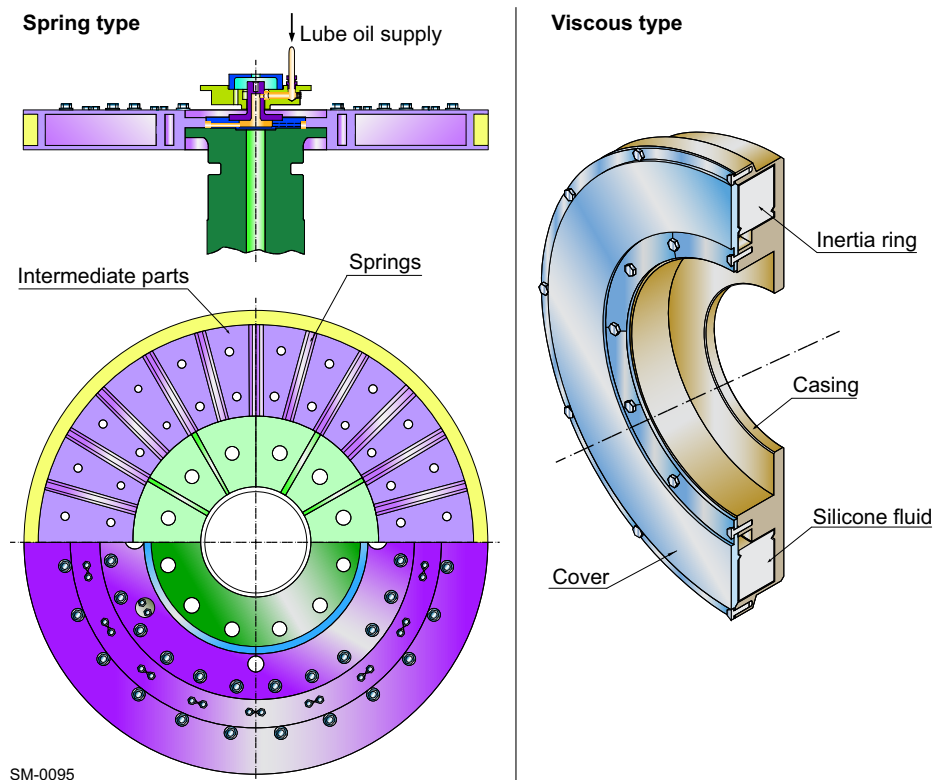 Spring type
Lube oil supply
Intermediate parts
Springs
SM-0095
Viscous type
Inertia ring
Casing
Silicone fluid
Cover